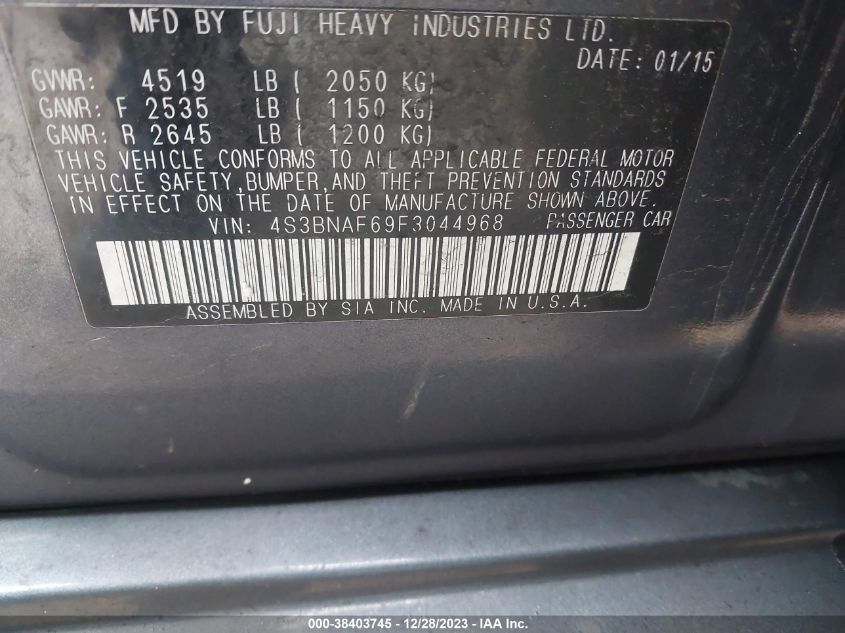 MFD BY FUJI HEAVY INDUSTRIES LTD.
DATE: 01/15
GVWR: 4519 LB ( 2050 KG)
GAWR: F 2535 LB ( 1150 KG)
GAWR: R 2645 LB ( 1200 KG)
THIS VEHICLE CONFORMS TO ALL APPLICABLE FEDERAL MOTOR
VEHICLE SAFETY,BUMPER,AND THEFT PREVENTION STANDARDS
IN EFFECT ON THE DATE OF MANUFACTURE SHOWN ABOVE.
VIN: 4S3BNAF69F3044968 PASSENGER CAR
ASSEMBLED BY SIA INC. MADE IN U.S.A.
000-38403745 - 12/28/2023 - IAA Inc.